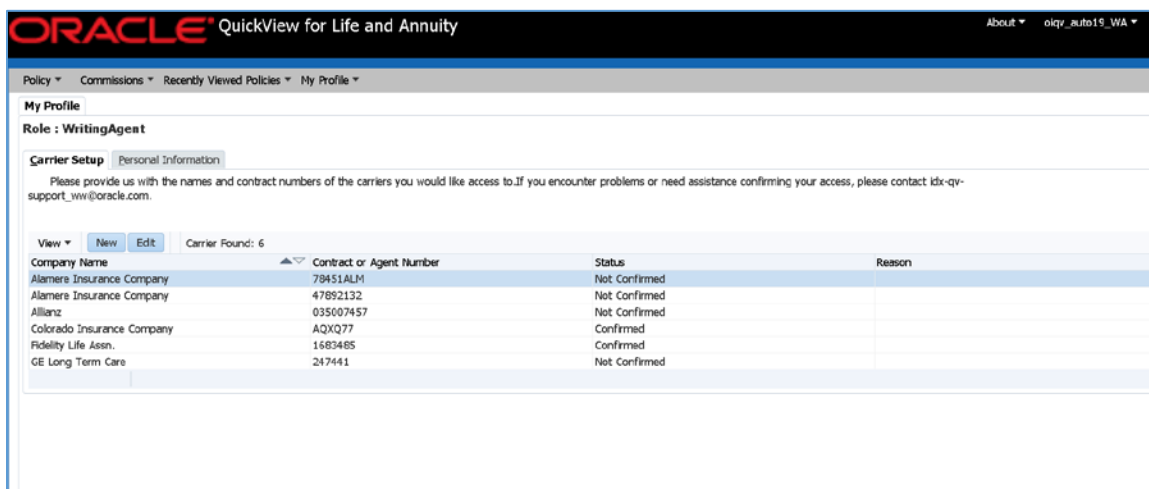 ORACLE QuickView for Life and Annuity About oiqv_auto19_WA
Policy Commissions Recently Viewed Policies My Profile
My Profile
Role : WritingAgent
Carrier Setup Personal Information
Please provide us with the names and contract numbers of the carriers you would like access to.If you encounter problems or need assistance confirming your access, please contact idx-qv-
support_ww@oracle.com.
View New Edit Carrier Found: 6
Company Name Contract or Agent Number Status Reason
Alamere Insurance Company 78451ALM Not Confirmed
Alamere Insurance Company 47892132 Not Confirmed
Allianz 035007457 Not Confirmed
Colorado Insurance Company AQXQ77 Confirmed
Fidelity Life Assn. 1683485 Confirmed
GE Long Term Care 247441 Not Confirmed